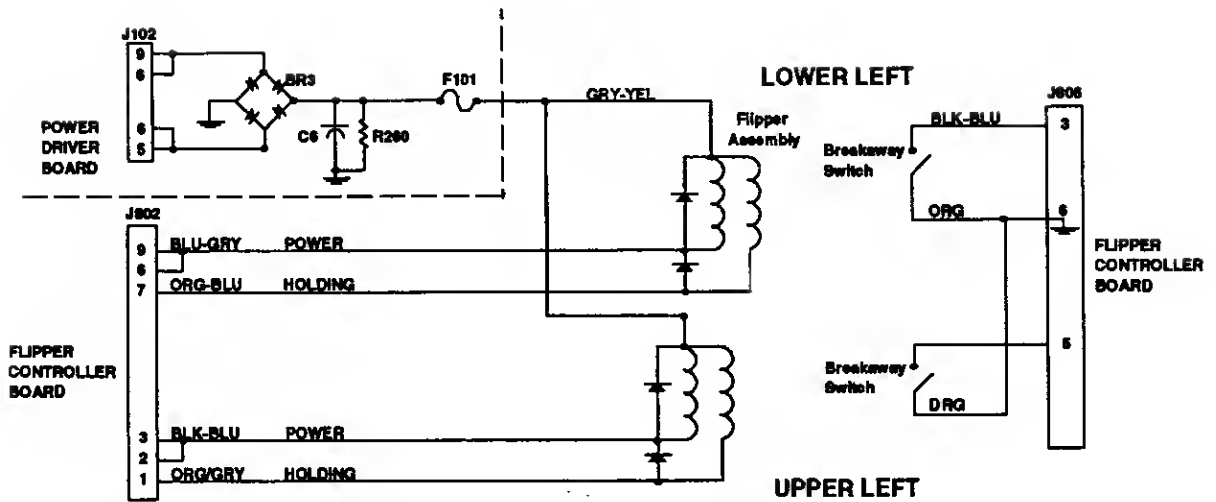 J102
9
6
6
5
POWER
DRIVER
BOARD
BR3
C6
R260
F101
GRY-YEL
LOWER LEFT
Flipper
Assembly
J902
9
6
7
BLU-GRY POWER
ORG-BLU HOLDING
3
2
1
BLK-BLU POWER
ORG/GRY HOLDING
FLIPPER
CONTROLLER
BOARD
UPPER LEFT
J906
3
6
5
BLK-BLU
Breakaway
Switch
ORG
Breakaway
Switch
ORG
FLIPPER
CONTROLLER
BOARD